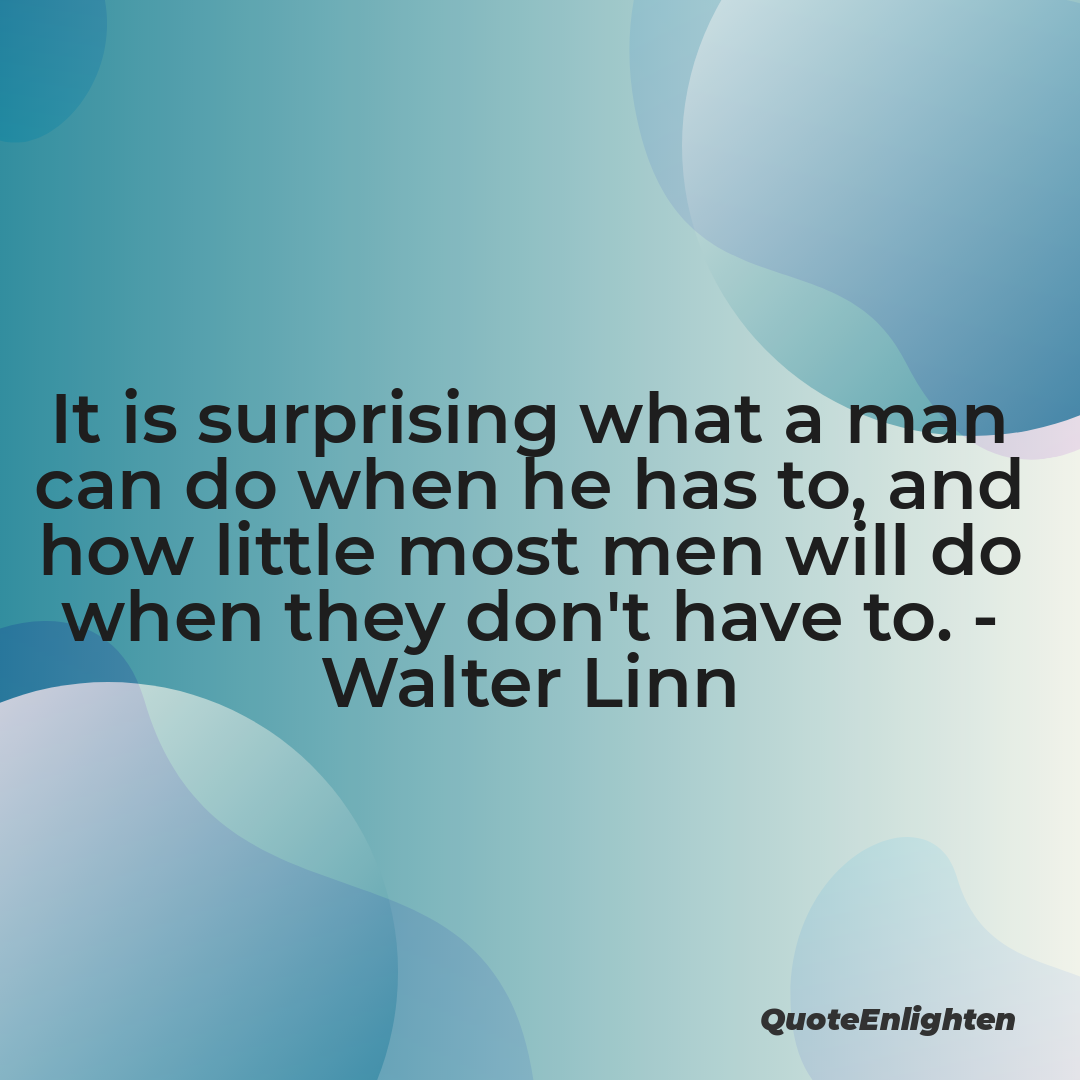 It is surprising what a man
can do when he has to, and
how little most men will do
when they don't have to. -
Walter Linn
QuoteEnlighten